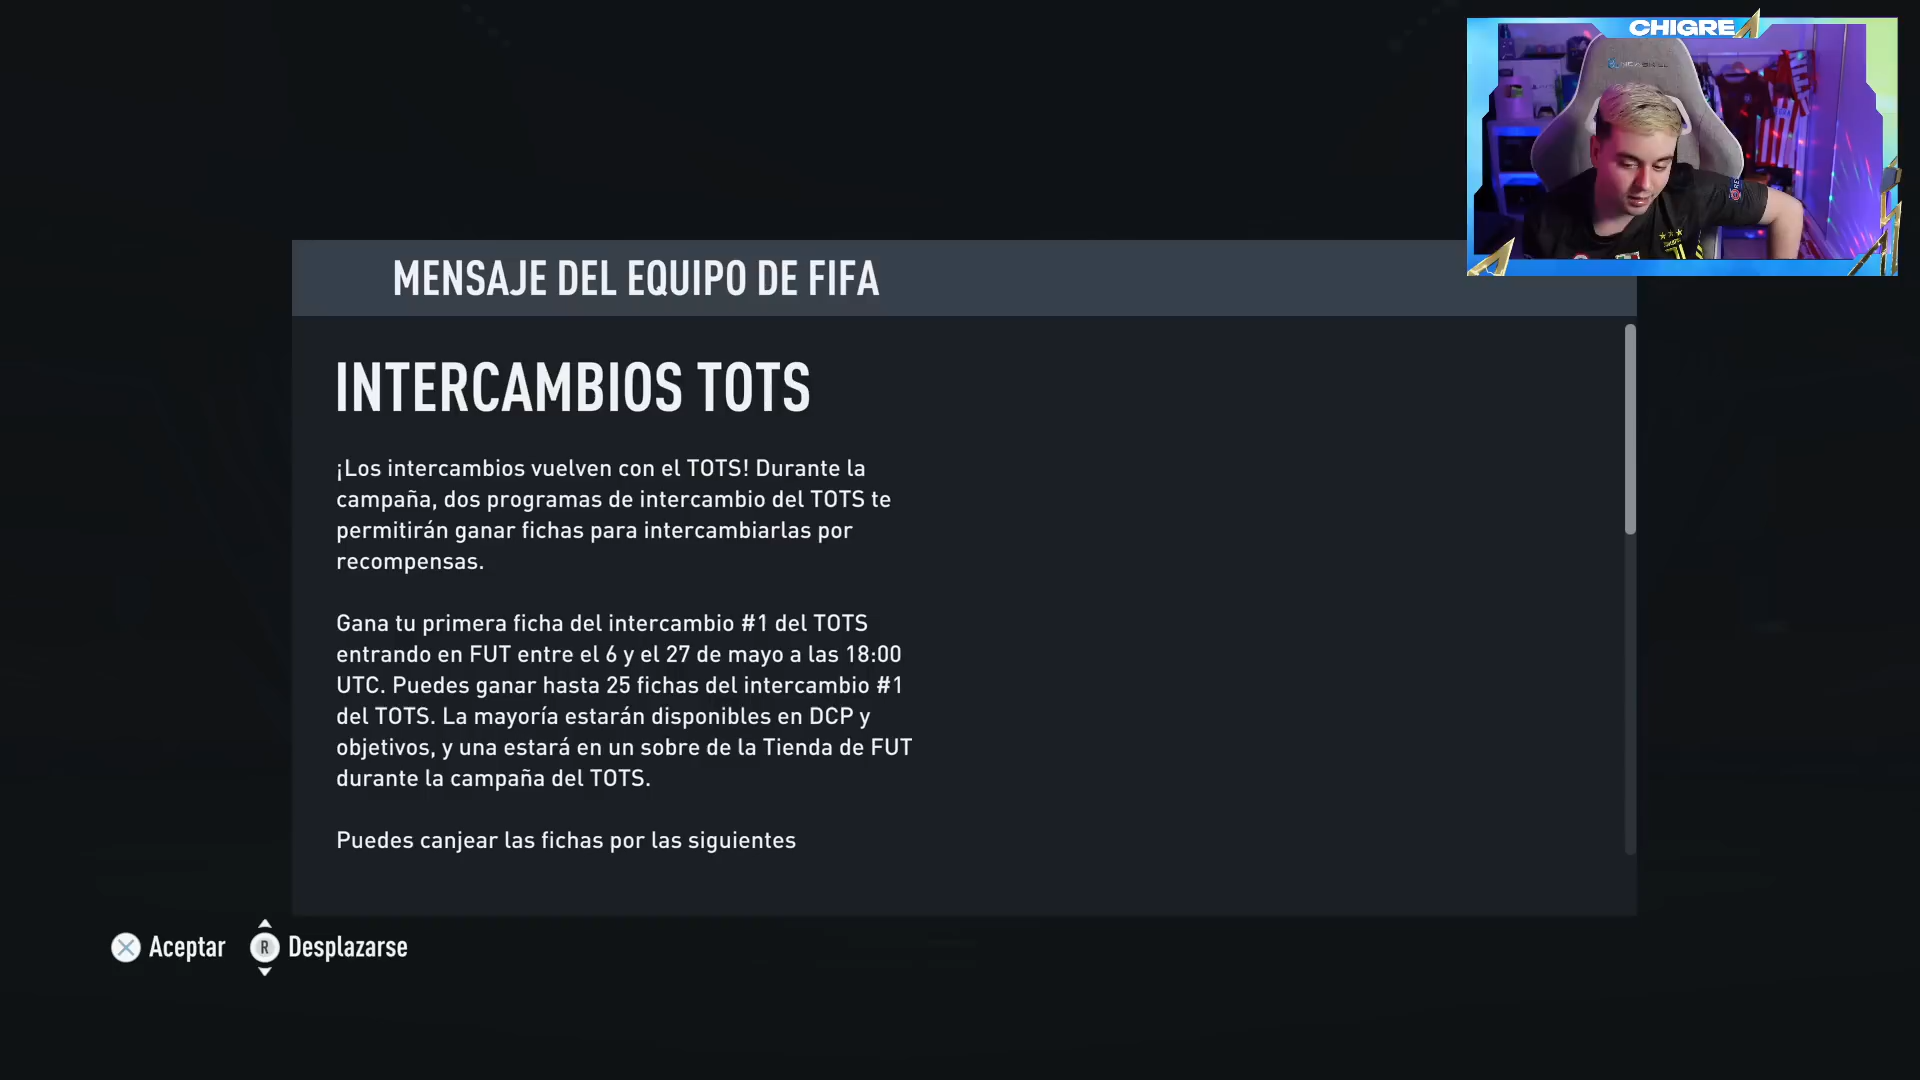 CHIGRE
MENSAJE DEL EQUIPO DE FIFA
INTERCAMBIOS TOTS
¡Los intercambios vuelven con el TOTS! Durante la
campaña, dos programas de intercambio del TOTS te
permitirán ganar fichas para intercambiarlas por
recompensas.
Gana tu primera ficha del intercambio #1 del TOTS
entrando en FUT entre el 6 y el 27 de mayo a las 18:00
UTC. Puedes ganar hasta 25 fichas del intercambio #1
del TOTS. La mayoría estarán disponibles en DCP y
objetivos, y una estará en un sobre de la Tienda de FUT
durante la campaña del TOTS.
Puedes canjear las fichas por las siguientes
Aceptar R Desplazarse